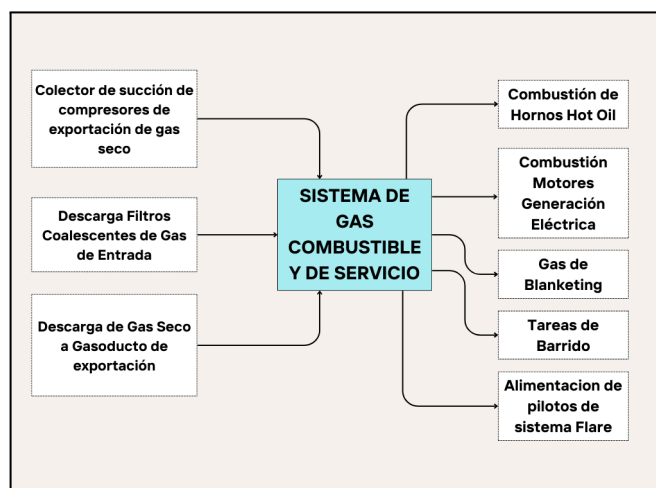 Colector de succión de
compresores de
exportación de gas
seco
Descarga Filtros
Coalescentes de Gas
de Entrada
Descarga de Gas Seco
a Gasoducto de
exportación
SISTEMA DE
GAS
COMBUSTIBLE
Y DE SERVICIO
Combustión de
Hornos Hot Oil
Combustión
Motores
Generación
Eléctrica
Gas de
Blanketing
Tareas de
Barrido
Alimentacion de
pilotos de
sistema Flare